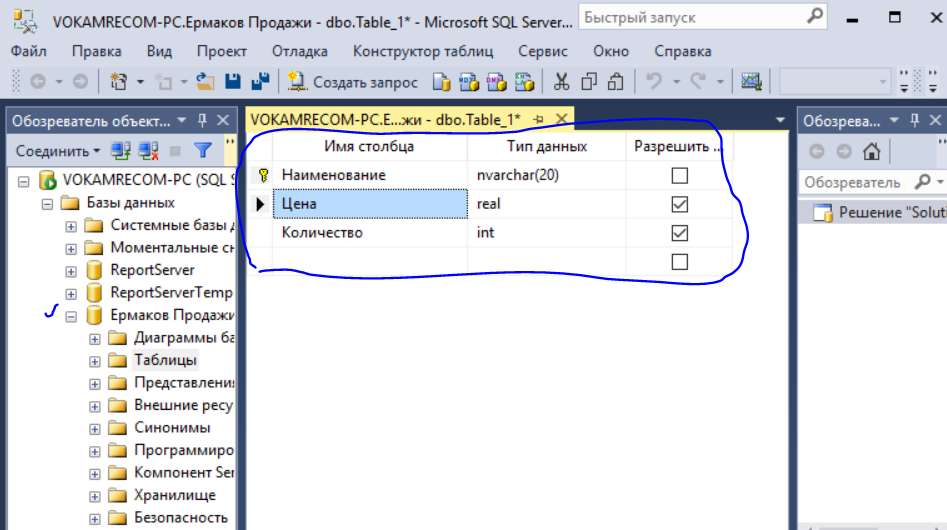 VOKAMRECOM-PC.Ермаков Продажи - dbo.Table_1* - Microsoft SQL Server...
Быстрый запуск
Файл Правка Вид Проект Отладка Конструктор таблиц Сервис Окно Справка
Создать запрос
Обозреватель объект...
VOKAMRECOM-PC.E...жи - dbo.Table_1*
Обозрева...
Соединить
Имя столбца Тип данных Разрешить ...
Наименование nvarchar(20)
Обозреватель
VOKAMRECOM-PC (SQL S
Цена real
Решение "Soluti
Базы данных
Количество int
Системные базы д
Моментальные сн
ReportServer
ReportServerTemp
Ермаков Продажи
Диаграммы ба
Таблицы
Представления
Внешние ресу
Синонимы
Программиро
Компонент Ser
Хранилище
Безопасность